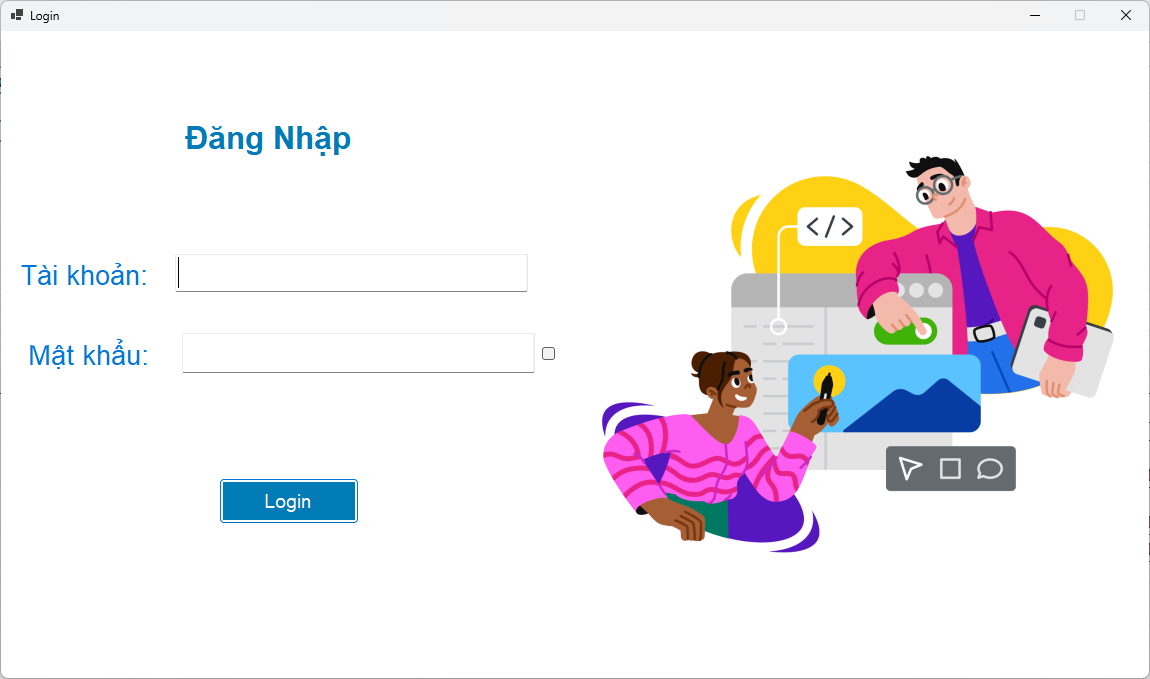 Login
Đăng Nhập
Tài khoản:
Mật khẩu:
Login
</>